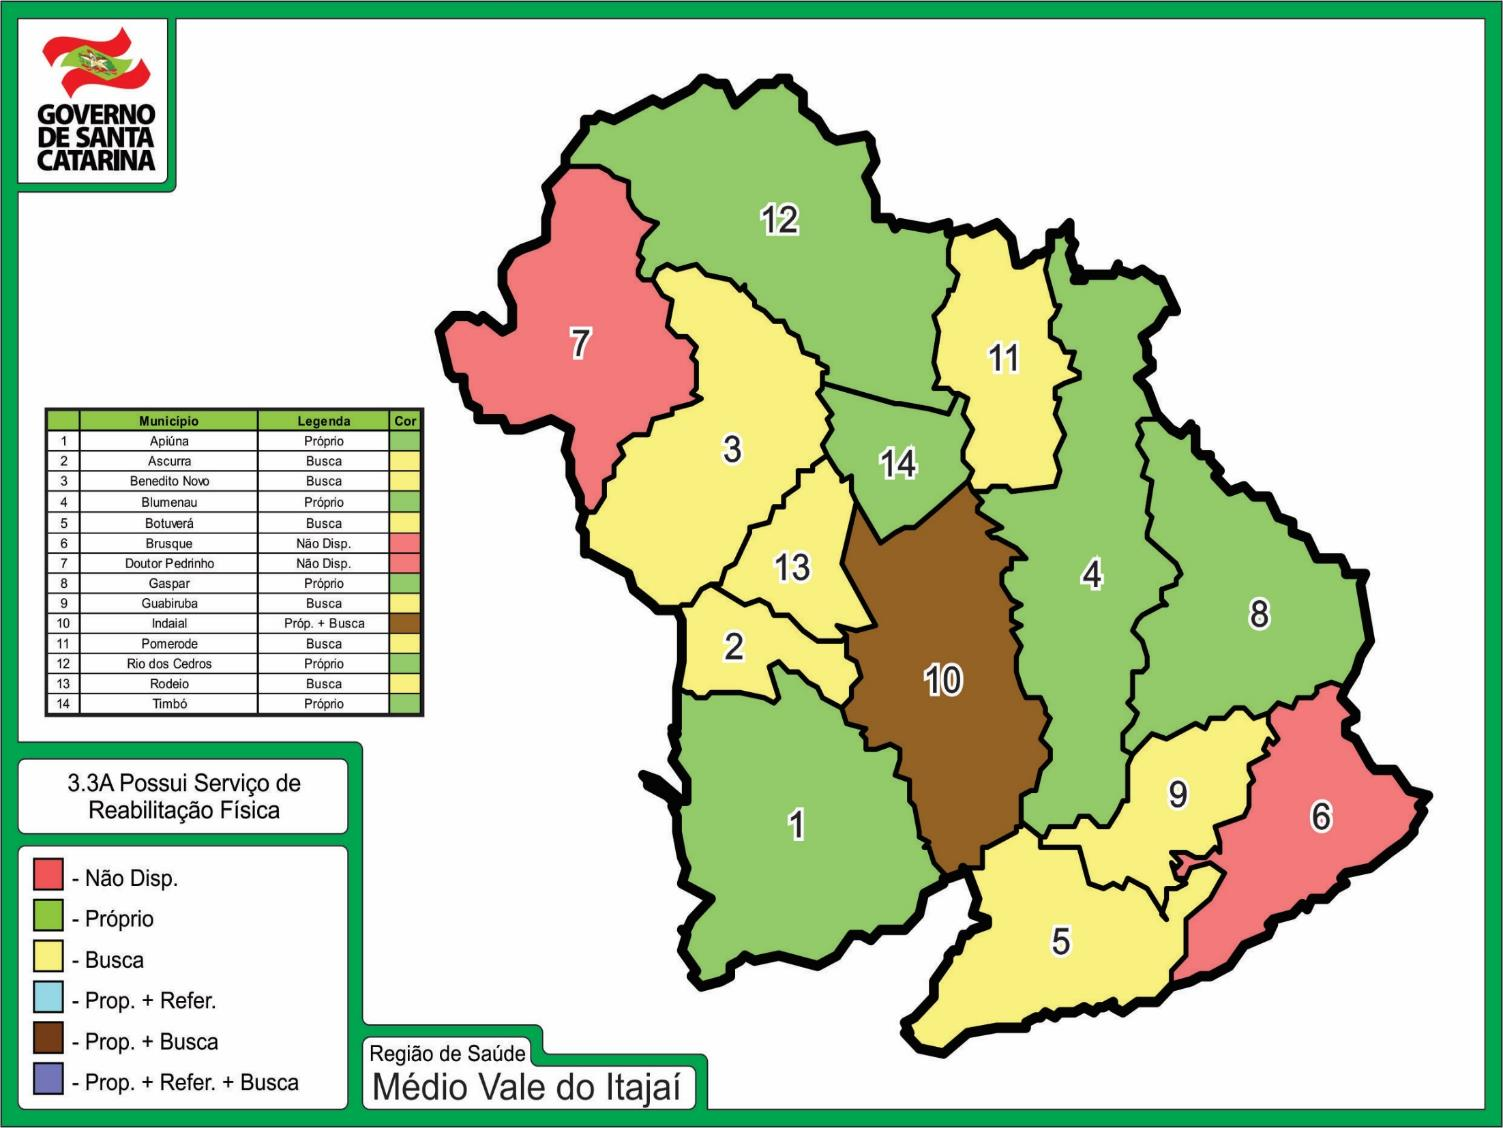 GOVERNO
DE SANTA
CATARINA
12
7
11
3
14
13
4
8
2
10
9
1
6
5
Município Legenda Cor
1 Apiúna Próprio
2 Ascurra Busca
3 Benedito Novo Busca
4 Blumenau Próprio
5 Botuverá Busca
6 Brusque Não Disp.
7 Doutor Pedrinho Não Disp.
8 Gaspar Próprio
9 Guabiruba Busca
10 Indaial Próp. + Busca
11 Pomerode Busca
12 Rio dos Cedros Próprio
13 Rodeio Busca
14 Timbó Próprio
3.3A Possui Serviço de
Reabilitação Física
- Não Disp.
- Próprio
- Busca
- Prop. + Refer.
- Prop. + Busca
- Prop. + Refer. + Busca
Região de Saúde
Médio Vale do Itajaí